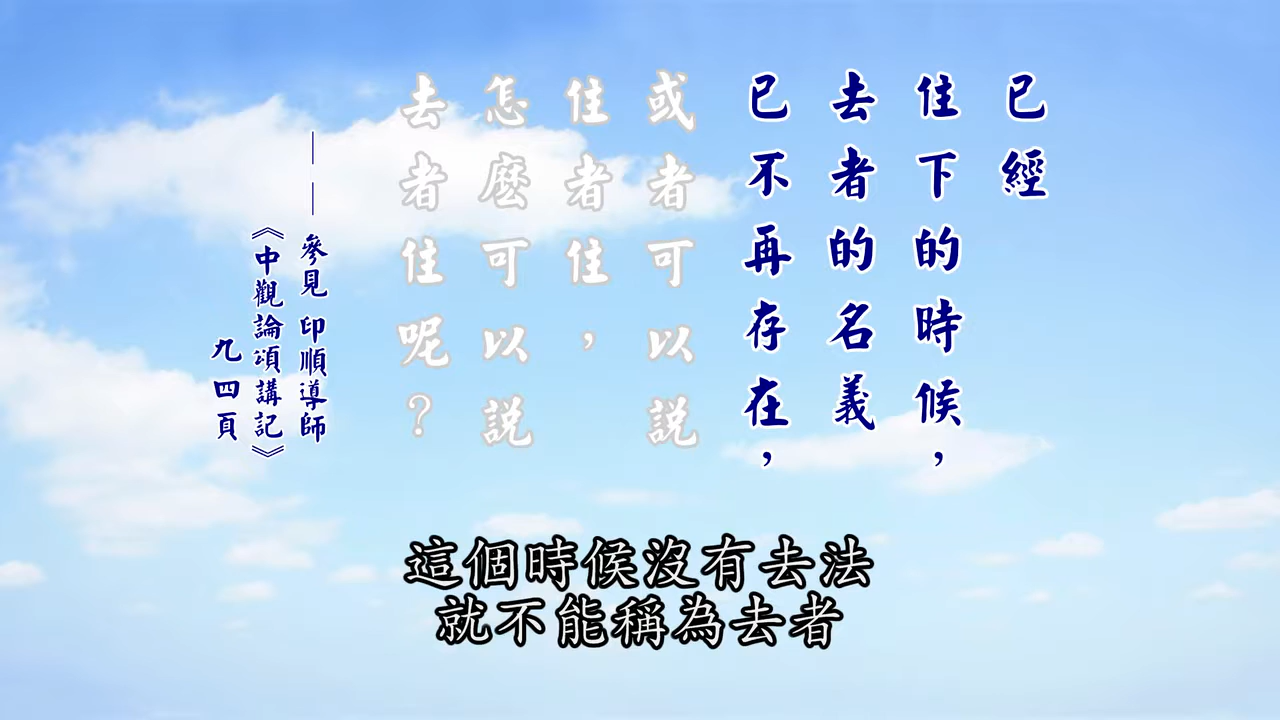 已經
住下的時候，
去者的名義
已不再存在，
或者可以説
住者住，
怎麼可以説
去者住呢？
——參見 印順導師
《中觀論頌講記》
九四頁
這個時候沒有去法
就不能稱為去者